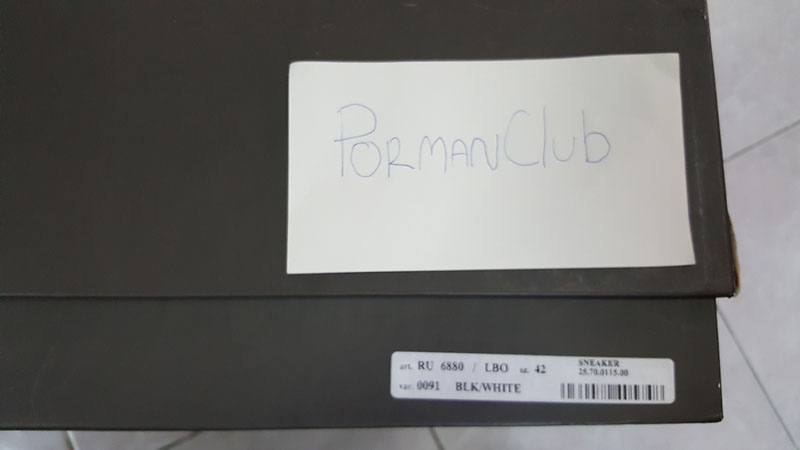 PORMANClub
art. RU 6880 / LBO sz. 42 SNEAKER
25.70.0115.00
var. 0091 BLK/WHITE